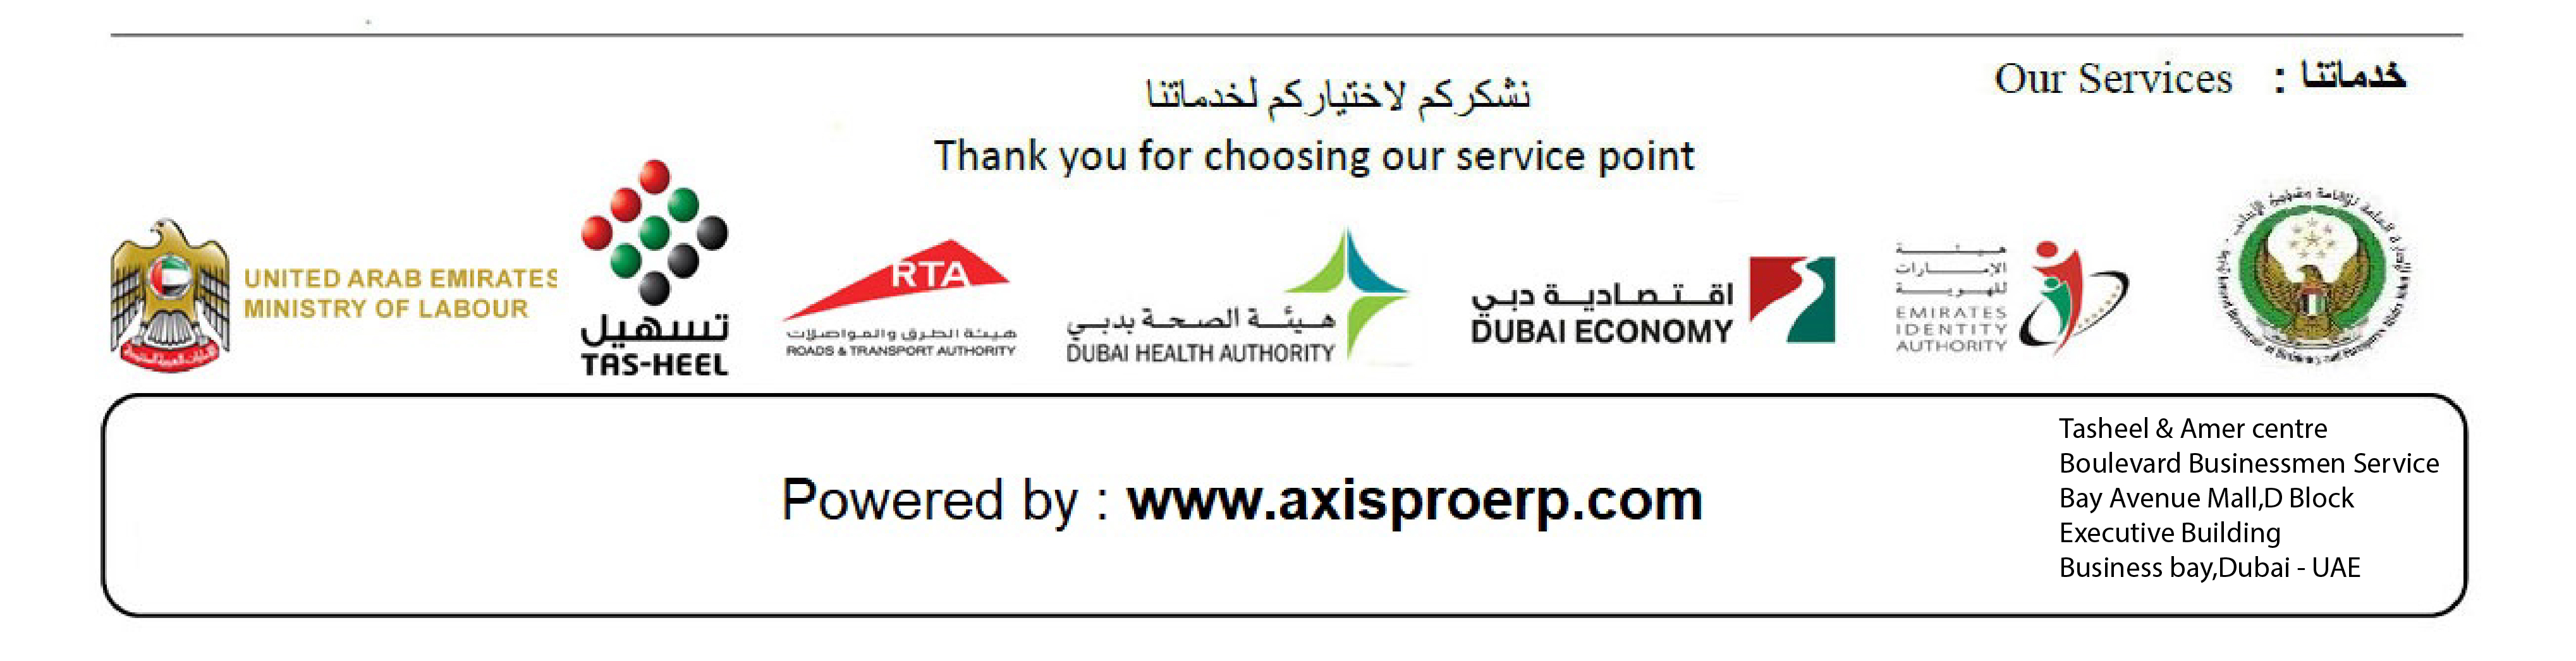 Our Services : خدماتنا
نشكركم لاختياركم لخدماتنا
Thank you for choosing our service point
UNITED ARAB EMIRATES
MINISTRY OF LABOUR
تسهيل
TAS-HEEL
RTA
هيئة الطرق والمواصلات
ROADS & TRANSPORT AUTHORITY
هيئة الصحة بدبي
DUBAI HEALTH AUTHORITY
اقتصادية دبي
DUBAI ECONOMY
هيئة
الإمارات
للهوية
EMIRATES
IDENTITY
AUTHORITY
Powered by : www.axisproerp.com
Tasheel & Amer centre
Boulevard Businessmen Service
Bay Avenue Mall,D Block
Executive Building
Business bay,Dubai - UAE